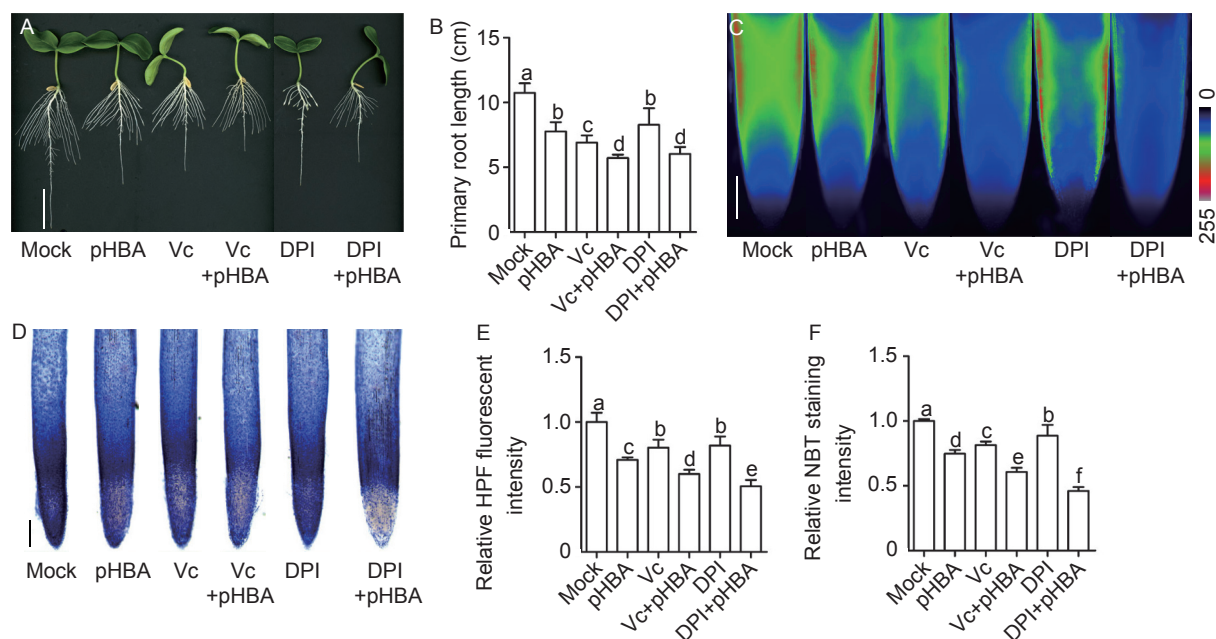 A
Mock
pHBA
Vc
Vc
+pHBA
DPI
DPI
+pHBA
B
Primary root length (cm)
15
10
5
0
a
b
c
d
b
d
Mock
pHBA
Vc
Vc+pHBA
DPI
DPI+pHBA
C
0
255
Mock
pHBA
Vc
Vc
+pHBA
DPI
DPI
+pHBA
D
Mock
pHBA
Vc
Vc
+pHBA
DPI
DPI
+pHBA
E
Relative HPF fluorescent
intensity
1.5
1.0
0.5
0
a
c
b
d
b
e
Mock
pHBA
Vc
Vc+pHBA
DPI
DPI+pHBA
F
Relative NBT staining
intensity
1.5
1.0
0.5
0
a
d
c
e
b
f
Mock
pHBA
Vc
Vc+pHBA
DPI
DPI+pHBA